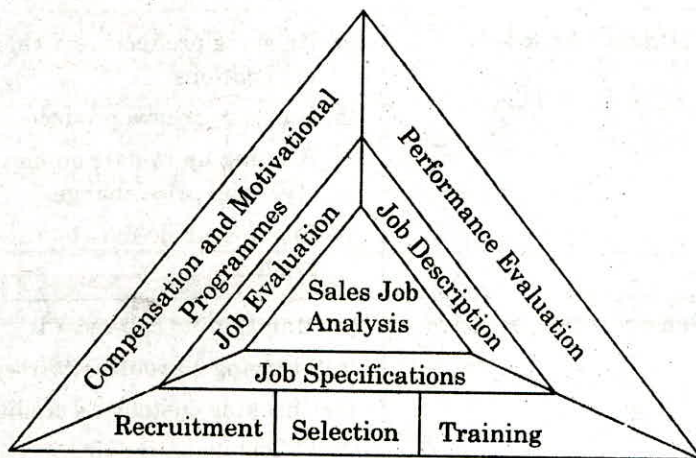 Compensation and Motivational
Programmes
Performance Evaluation
Job Evaluation
Job Description
Sales Job
Analysis
Job Specifications
Recruitment
Selection
Training